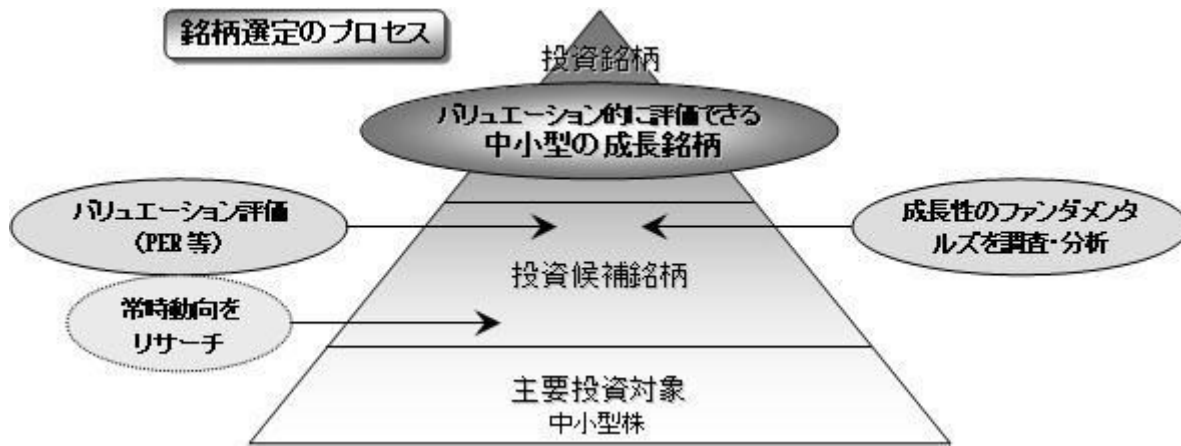 銘柄選定のプロセス
投資銘柄
バリュエーション的に評価できる
中小型の成長銘柄
バリュエーション評価
(PER等)
成長性のファンダメンタ
ルズを調査・分析
投資候補銘柄
常時動向を
リサーチ
主要投資対象
中小型株